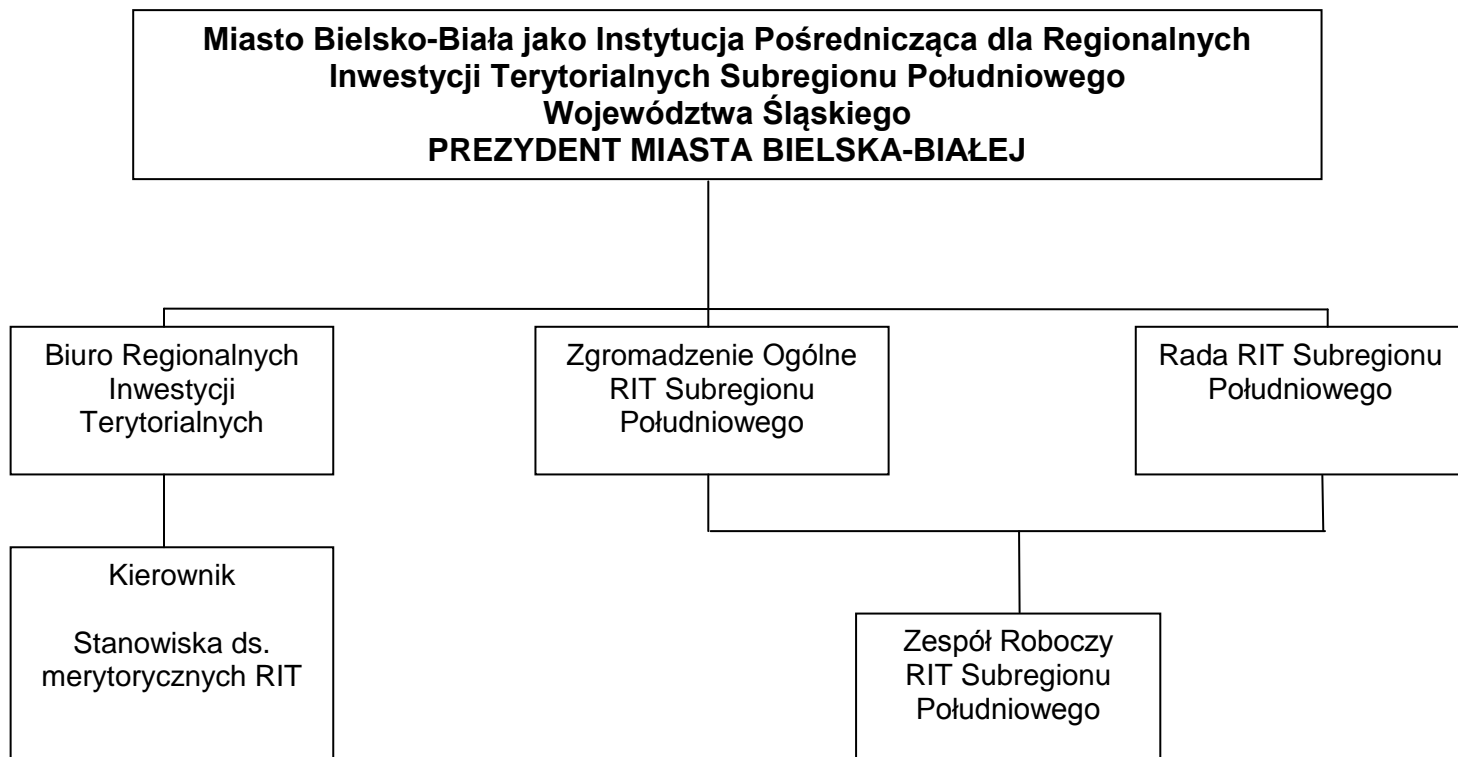 Miasto Bielsko-Biała jako Instytucja Pośrednicząca dla Regionalnych
Inwestycji Terytorialnych Subregionu Południowego
Województwa Śląskiego
PREZYDENT MIASTA BIELSKA-BIAŁEJ
Biuro Regionalnych
Inwestycji
Terytorialnych
Zgromadzenie Ogólne
RIT Subregionu
Południowego
Rada RIT Subregionu
Południowego
Kierownik
Stanowiska ds.
merytorycznych RIT
Zespół Roboczy
RIT Subregionu
Południowego